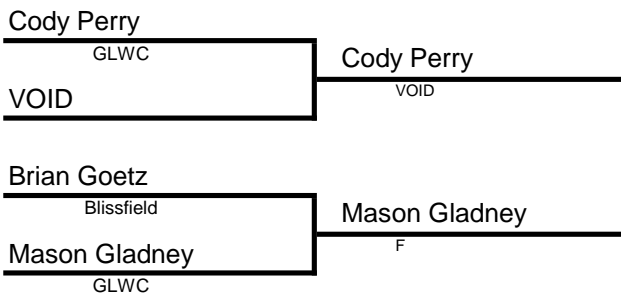 Cody Perry
GLWC
VOID
Cody Perry
VOID
Brian Goetz
Blissfield
Mason Gladney
GLWC
Mason Gladney
F